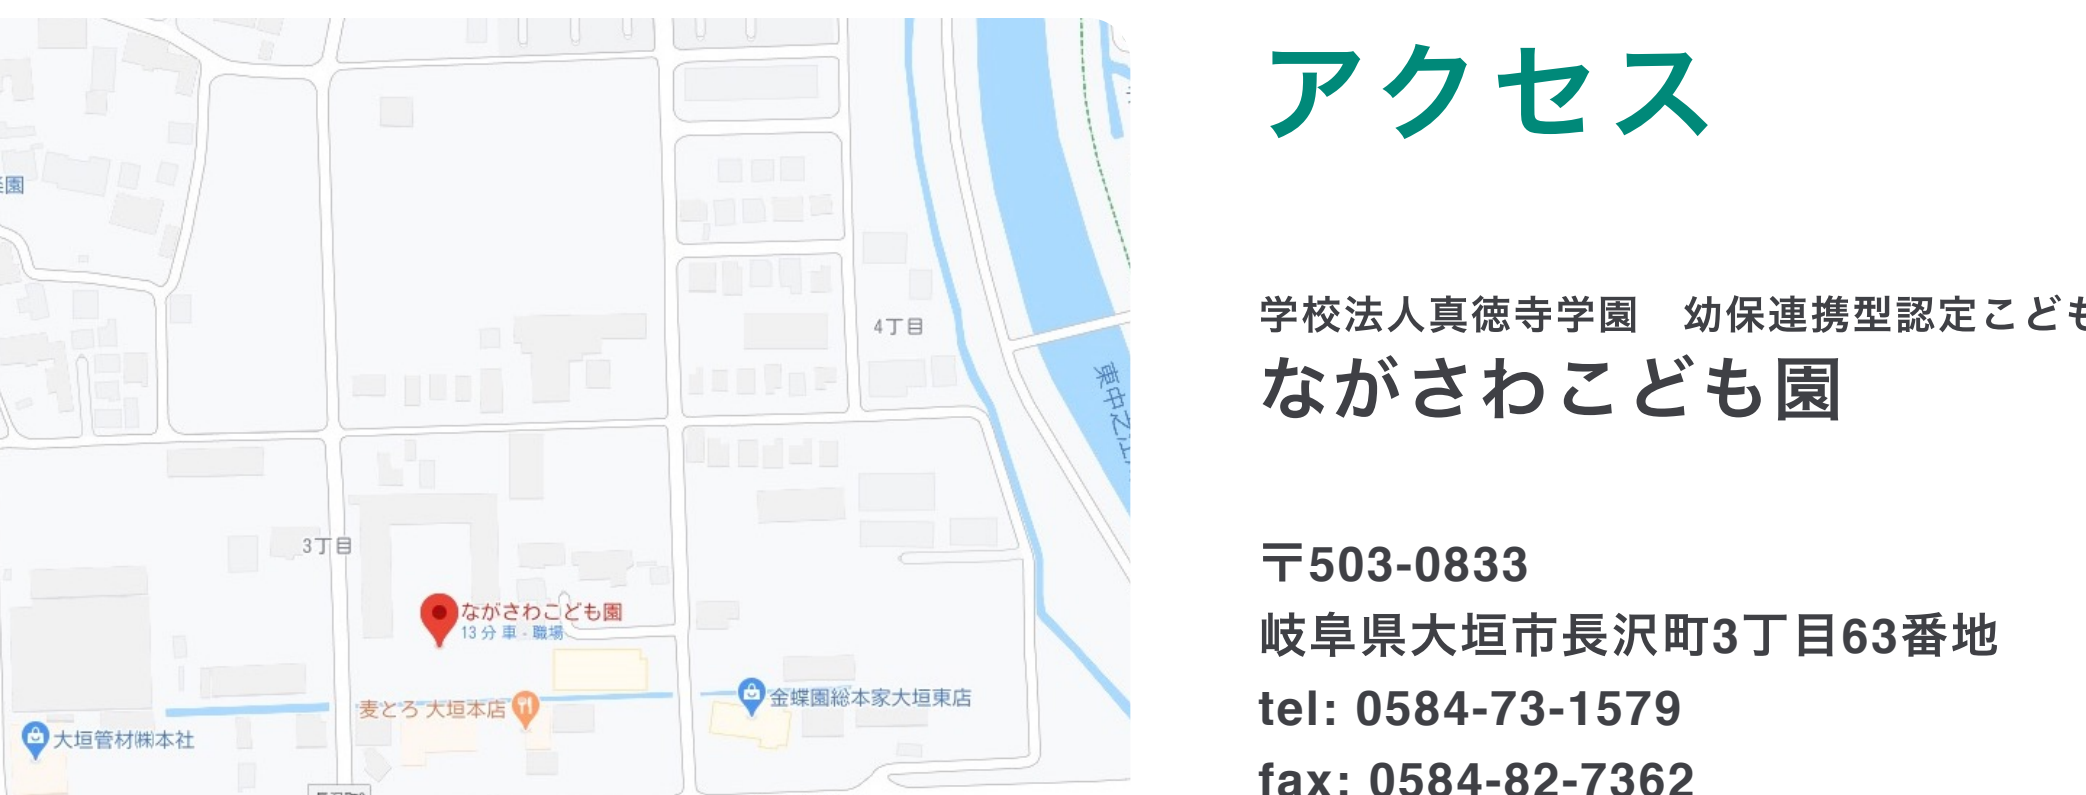 アクセス
学校法人真徳寺学園　幼保連携型認定こども
ながさわこども園
〒503-0833
岐阜県大垣市長沢町3丁目63番地
tel: 0584-73-1579
fax: 0584-82-7362
園
4丁目
東中之江川
3丁目
ながさわこども園
13分 車 - 職場
麦とろ 大垣本店
金蝶園総本家大垣東店
大垣管材㈱本社